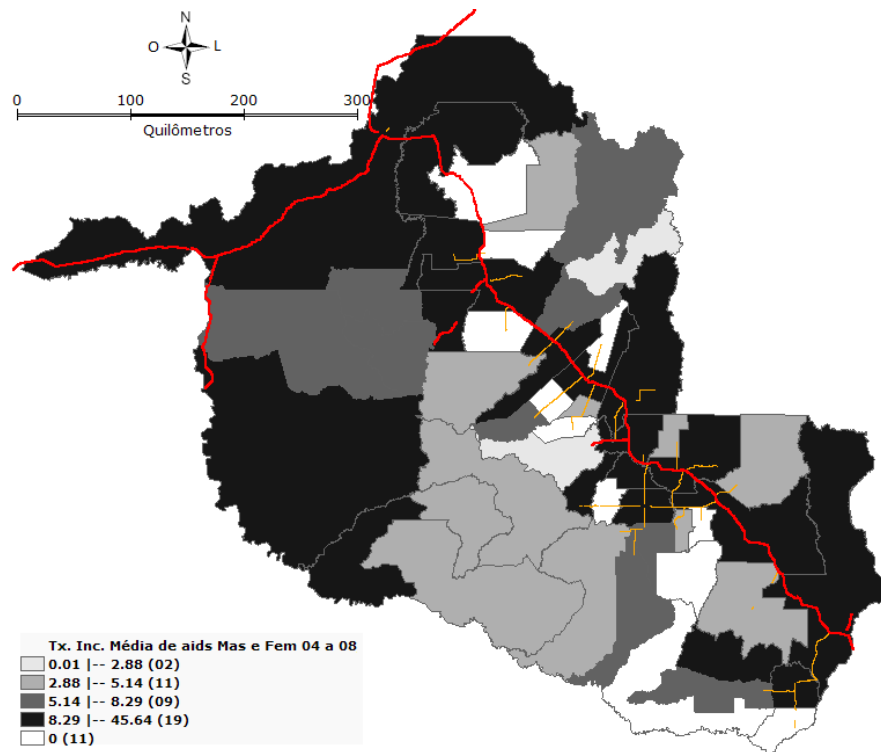 N
O L
S
0 100 200 300
Quilômetros
Tx. Inc. Média de aids Mas e Fem 04 a 08
0.01 |-- 2.88 (02)
2.88 |-- 5.14 (11)
5.14 |-- 8.29 (09)
8.29 |-- 45.64 (19)
0 (11)